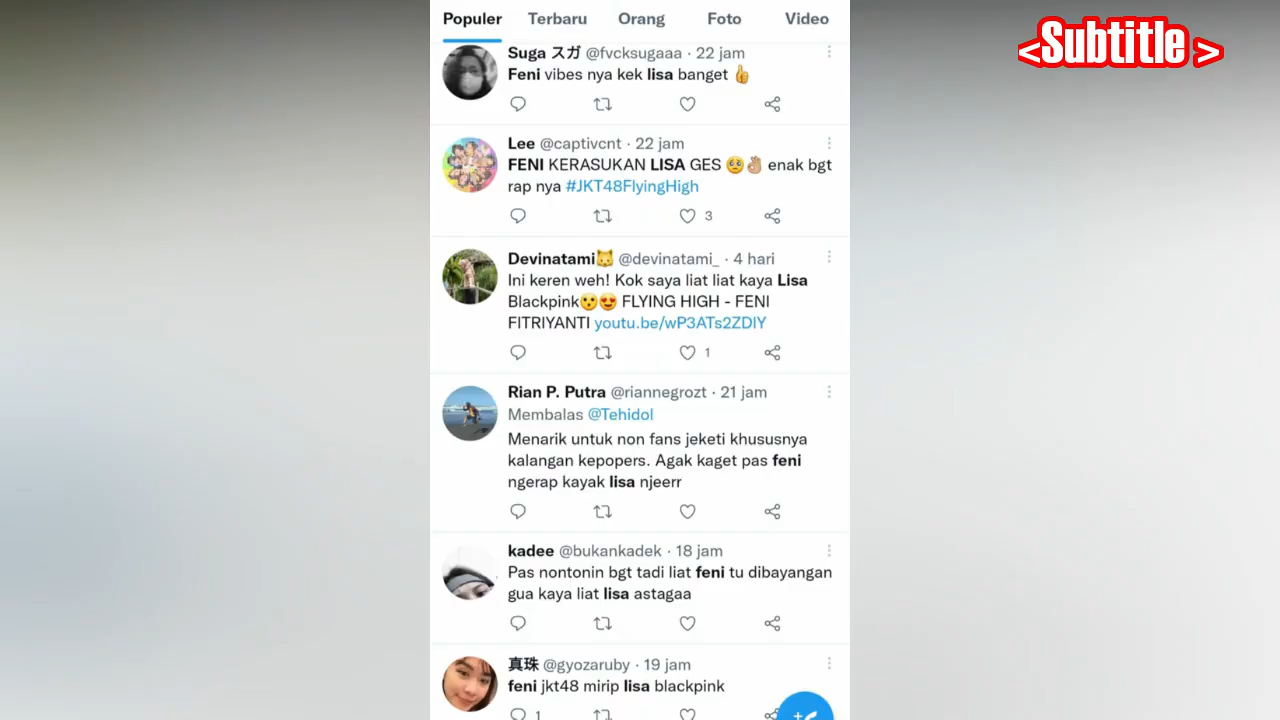 Populer Terbaru Orang Foto Video
<Subtitle >
Suga スガ @fvcksugaaa · 22 jam
Feni vibes nya kek lisa banget 👍
Lee @captivcnt · 22 jam
FENI KERASUKAN LISA GES 🥺👌 enak bgt
rap nya #JKT48FlyingHigh
3
Devinatami🐱 @devinatami_ · 4 hari
Ini keren weh! Kok saya liat liat kaya Lisa
Blackpink😯😍 FLYING HIGH - FENI
FITRIYANTI youtu.be/wP3ATs2ZDlY
1
Rian P. Putra @riannegrozt · 21 jam
Membalas @Tehidol
Menarik untuk non fans jeketi khususnya
kalangan kepopers. Agak kaget pas feni
ngerap kayak lisa njeerr
kadee @bukankadek · 18 jam
Pas nontonin bgt tadi liat feni tu dibayangan
gua kaya liat lisa astagaa
真珠 @gyozaruby · 19 jam
feni jkt48 mirip lisa blackpink
1